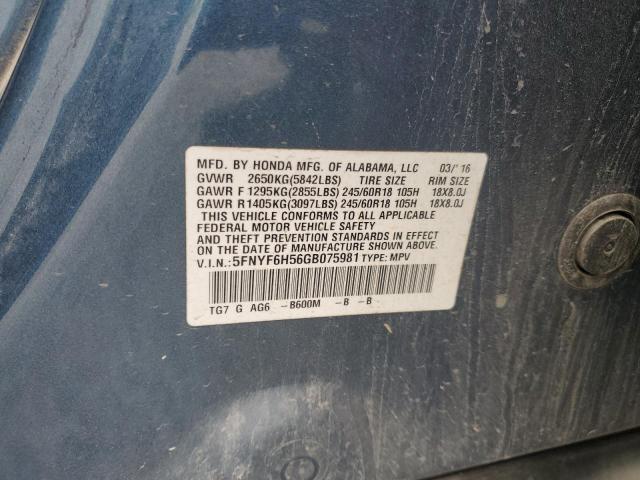 MFD. BY HONDA MFG. OF ALABAMA, LLC 03/'16
GVWR 2650KG(5842LBS) TIRE SIZE RIM SIZE
GAWR F 1295KG(2855LBS) 245/60R18 105H 18X8.0J
GAWR R1405KG(3097LBS) 245/60R18 105H 18X8.0J
THIS VEHICLE CONFORMS TO ALL APPLICABLE
FEDERAL MOTOR VEHICLE SAFETY
AND THEFT PREVENTION STANDARDS IN EFFECT
ON THE DATE OF MANUFACTURE SHOWN ABOVE.
V.I.N.: 5FNYF6H56GB075981 TYPE: MPV
TG7 G AG6 -B600M -B -B